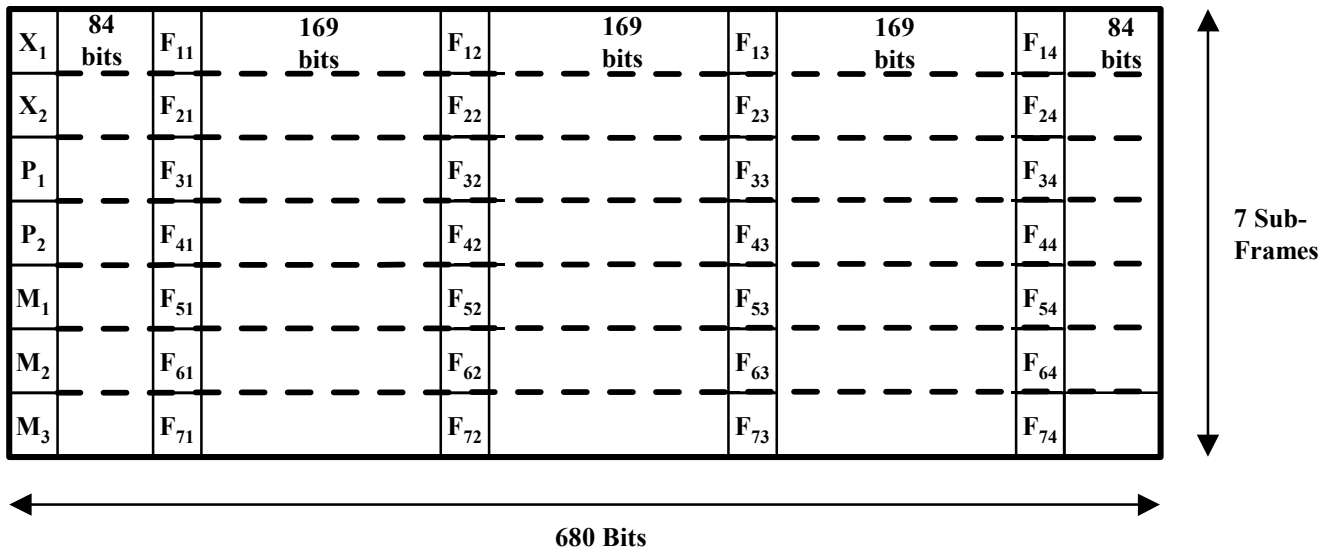 X1 84 bits F11 169 bits F12 169 bits F13 169 bits F14 84 bits
X2 F21 F22 F23 F24
P1 F31 F32 F33 F34
P2 F41 F42 F43 F44
M1 F51 F52 F53 F54
M2 F61 F62 F63 F64
M3 F71 F72 F73 F74
7 Sub-
Frames
680 Bits